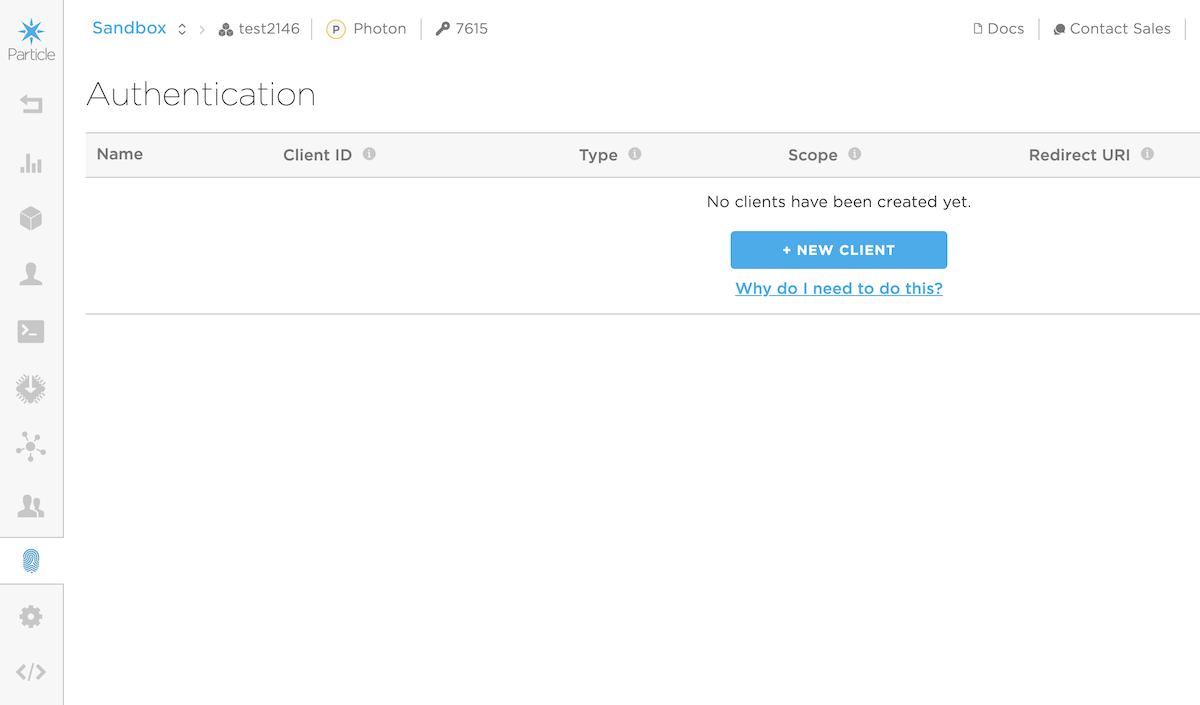 Particle
Sandbox test2146 P Photon 7615 Docs Contact Sales
Authentication
Name Client ID Type Scope Redirect URI
No clients have been created yet.
+ NEW CLIENT
Why do I need to do this?